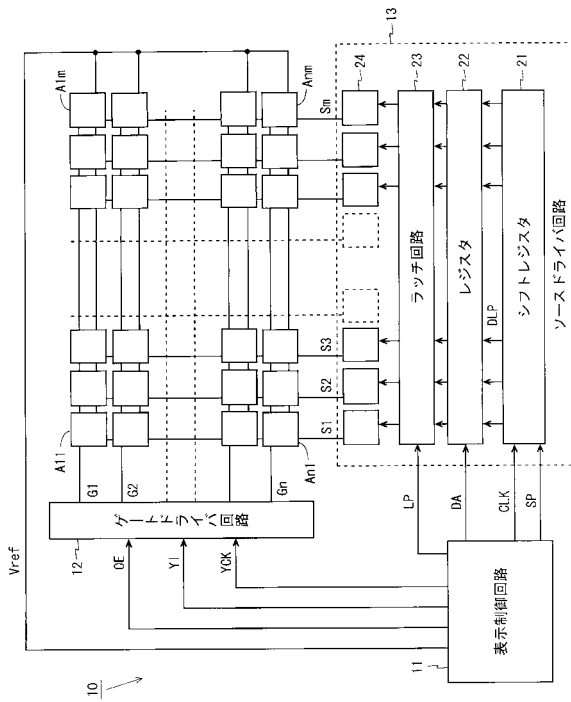 10
Vref
11
表示制御回路
OE
YI
YCK
12
ゲートドライバ回路
G1
G2
Gn
A11
A1m
An1
Anm
S1
S2
S3
Sm
13
24
ラッチ回路
23
レジスタ
22
DLP
シフトレジスタ
21
ソースドライバ回路
LP
DA
CLK
SP